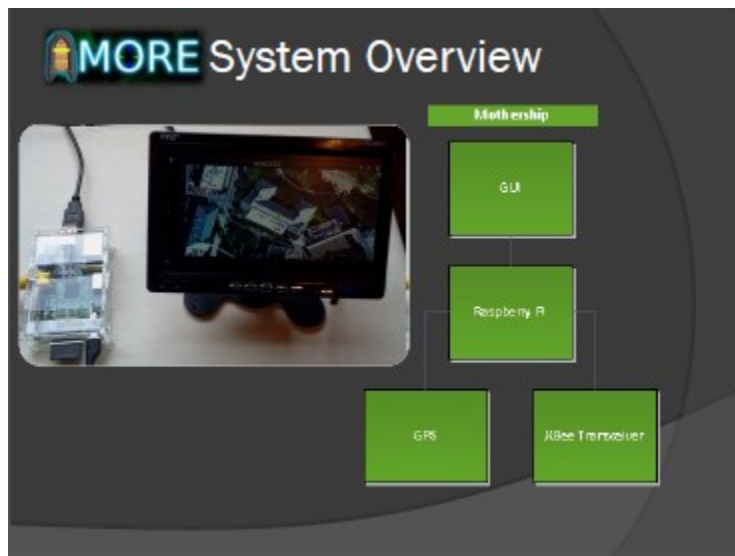 MORE System Overview
Mothership
GUI
Raspberry Pi
GPS
XBee Transceiver